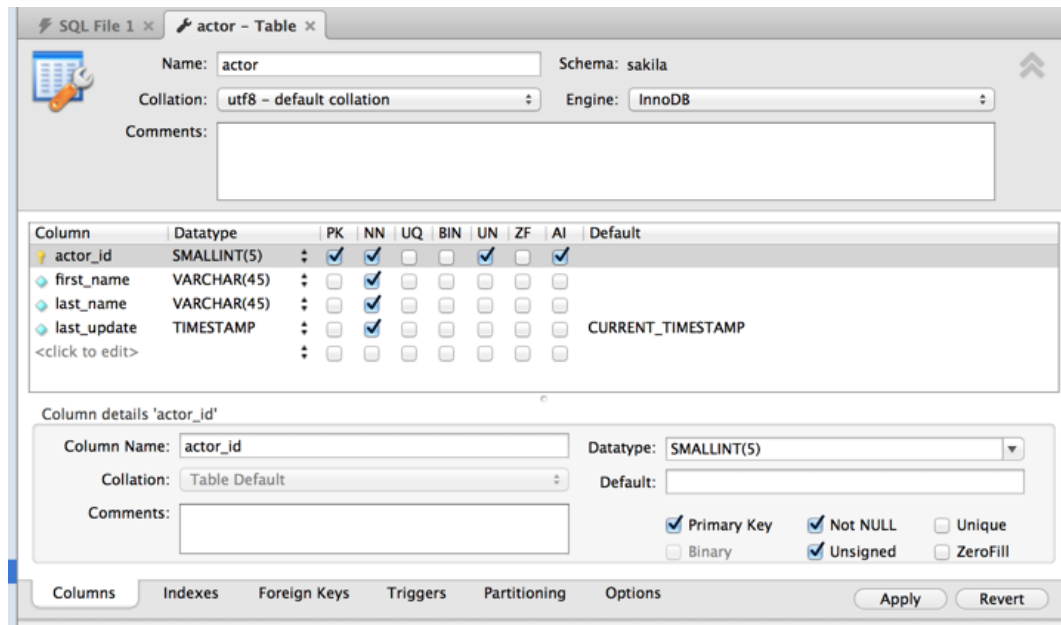 SQL File 1 × actor – Table ×
Name: actor Schema: sakila
Collation: utf8 – default collation Engine: InnoDB
Comments:
Column Datatype PK NN UQ BIN UN ZF AI Default
actor_id SMALLINT(5)
first_name VARCHAR(45)
last_name VARCHAR(45)
last_update TIMESTAMP CURRENT_TIMESTAMP
<click to edit>
Column details 'actor_id'
Column Name: actor_id Datatype: SMALLINT(5)
Collation: Table Default Default:
Comments: Primary Key Not NULL Unique
Binary Unsigned ZeroFill
Columns Indexes Foreign Keys Triggers Partitioning Options Apply Revert